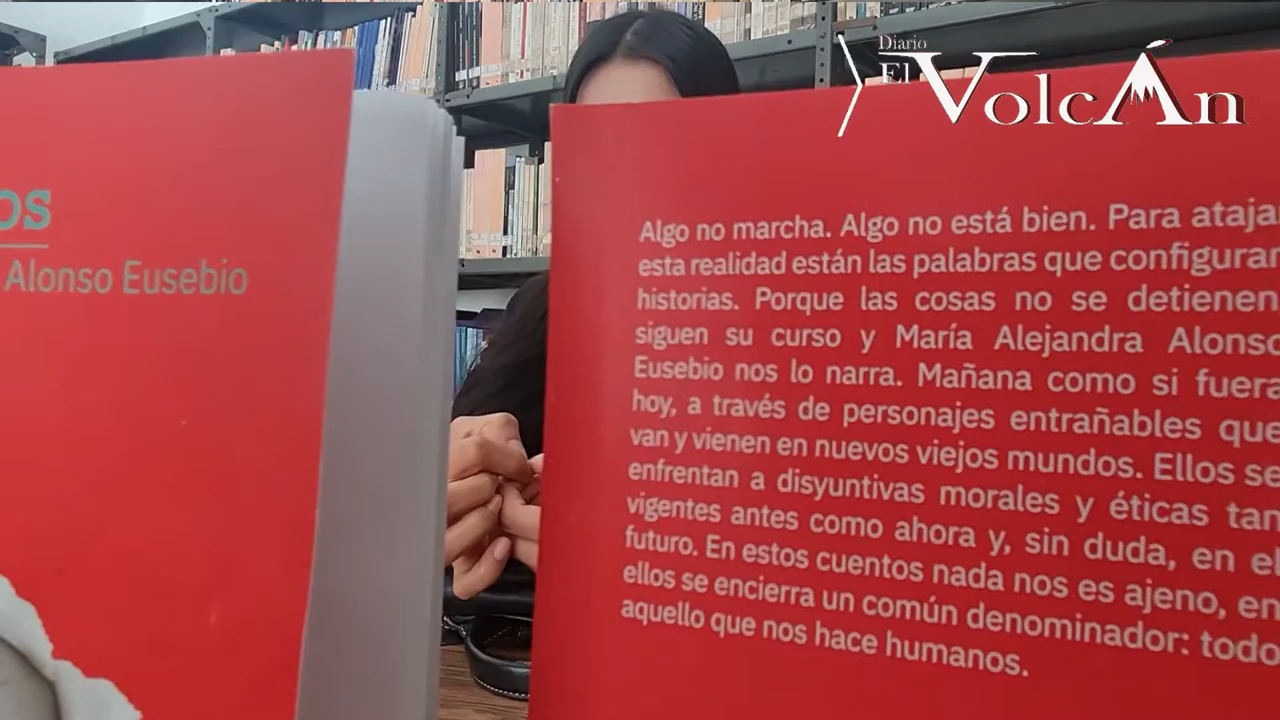 Diario
El Volcán
os
Alonso Eusebio
Algo no marcha. Algo no está bien. Para ataja
esta realidad están las palabras que configurar
historias. Porque las cosas no se detienen
siguen su curso y María Alejandra Alonso
Eusebio nos lo narra. Mañana como si fuera
hoy, a través de personajes entrañables que
van y vienen en nuevos viejos mundos. Ellos se
enfrentan a disyuntivas morales y éticas tan
vigentes antes como ahora y, sin duda, en el
futuro. En estos cuentos nada nos es ajeno, en
ellos se encierra un común denominador: todo
aquello que nos hace humanos.